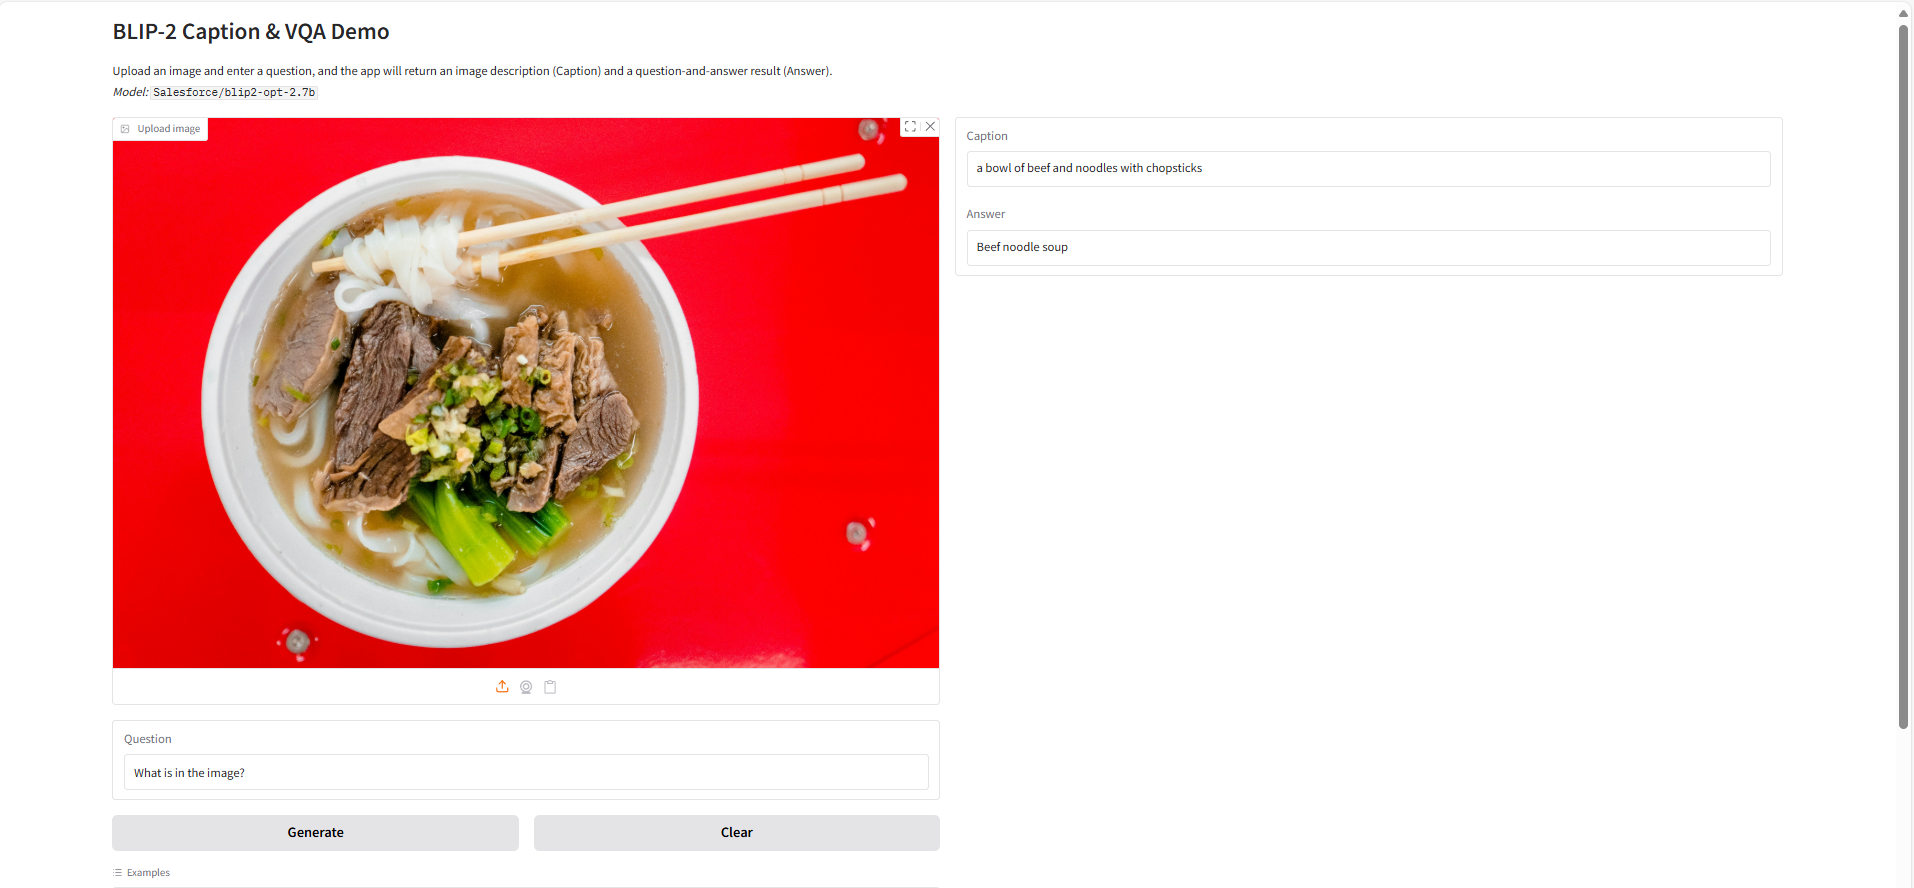 BLIP-2 Caption & VQA Demo
Upload an image and enter a question, and the app will return an image description (Caption) and a question-and-answer result (Answer).
Model: Salesforce/blip2-opt-2.7b
Upload image
Caption
a bowl of beef and noodles with chopsticks
Answer
Beef noodle soup
Question
What is in the image?
Generate
Clear
Examples